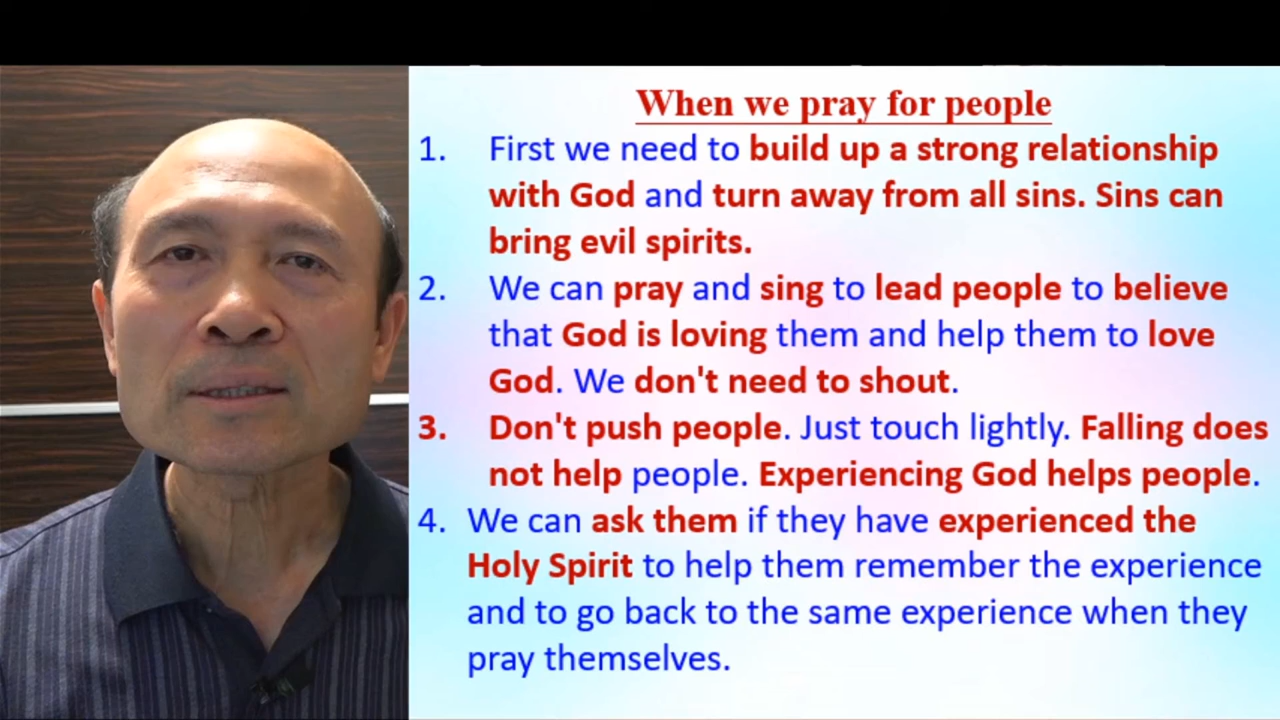 When we pray for people
1. First we need to build up a strong relationship
with God and turn away from all sins. Sins can
bring evil spirits.
2. We can pray and sing to lead people to believe
that God is loving them and help them to love
God. We don't need to shout.
3. Don't push people. Just touch lightly. Falling does
not help people. Experiencing God helps people.
4. We can ask them if they have experienced the
Holy Spirit to help them remember the experience
and to go back to the same experience when they
pray themselves.